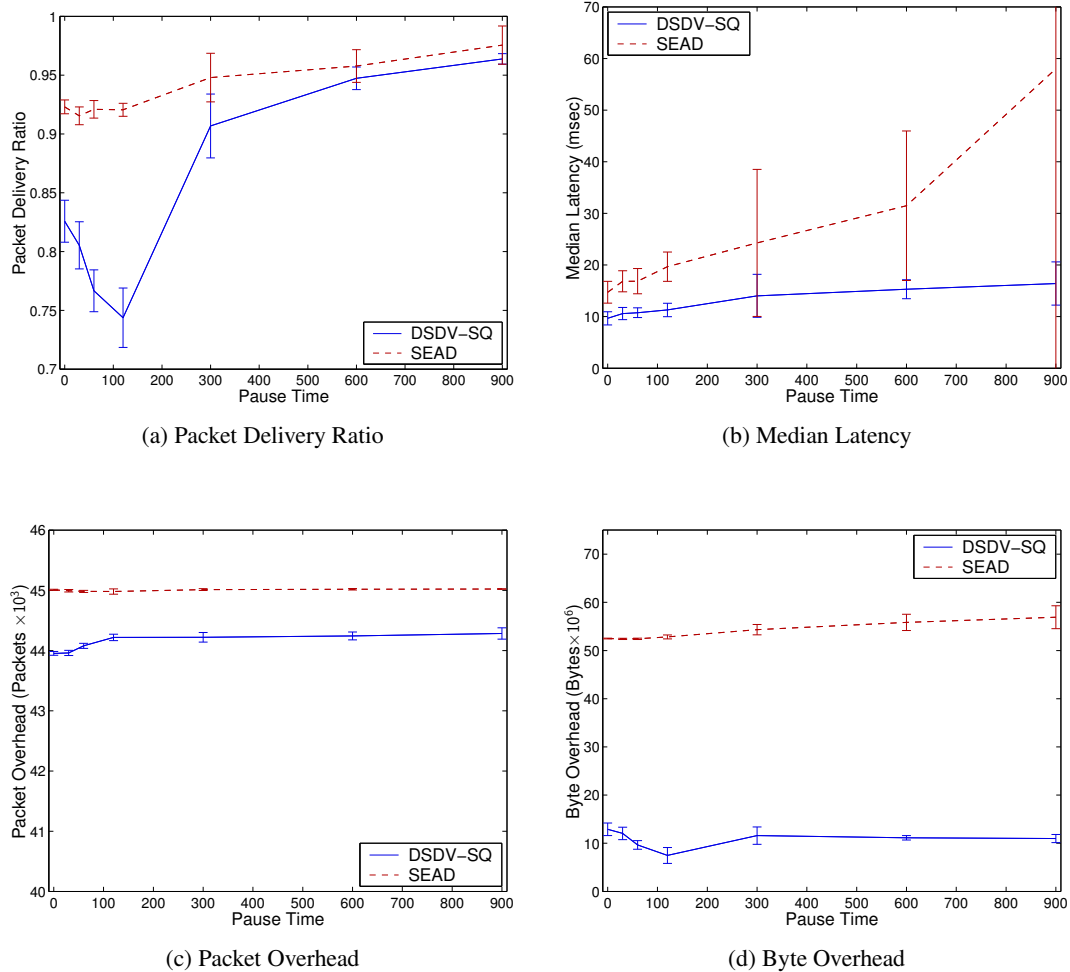 1
0.95
0.9
0.85
0.8
0.75
0.7
Packet Delivery Ratio
DSDV-SQ
SEAD
0 100 200 300 400 500 600 700 800 900
Pause Time
(a) Packet Delivery Ratio
70
60
50
40
30
20
10
0
Median Latency (msec)
DSDV-SQ
SEAD
0 100 200 300 400 500 600 700 800 900
Pause Time
(b) Median Latency
46
45
44
43
42
41
40
Packet Overhead (Packets ×10³)
DSDV-SQ
SEAD
0 100 200 300 400 500 600 700 800 900
Pause Time
(c) Packet Overhead
70
60
50
40
30
20
10
0
Byte Overhead (Bytes×10⁶)
DSDV-SQ
SEAD
0 100 200 300 400 500 600 700 800 900
Pause Time
(d) Byte Overhead